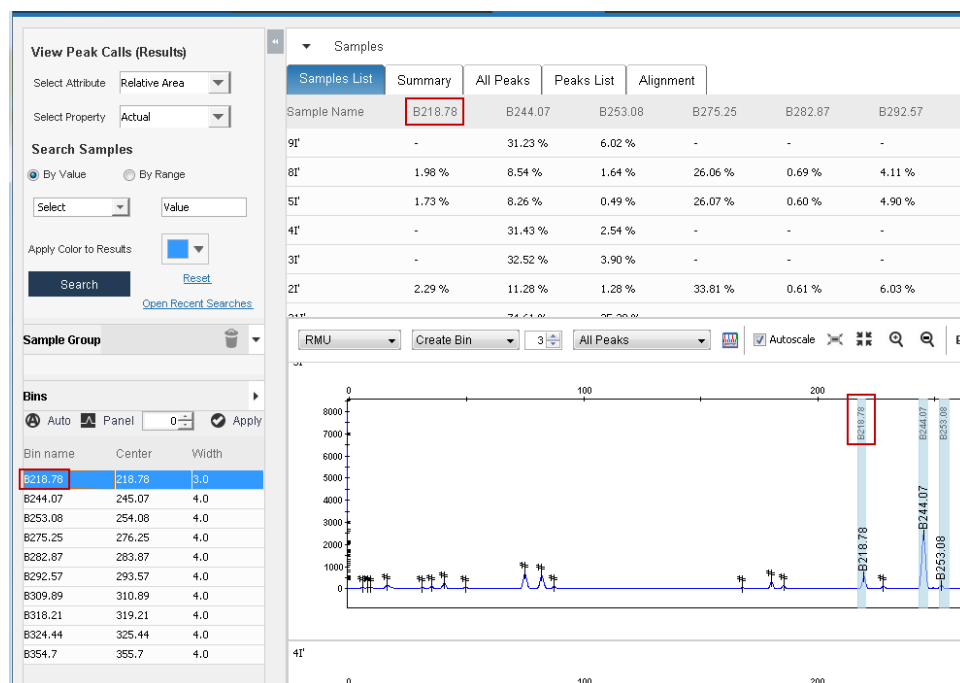 View Peak Calls (Results)
Select Attribute Relative Area
Select Property Actual
Search Samples
By Value By Range
Select Value
Apply Color to Results
Search Reset
Open Recent Searches
Sample Group
Bins
Auto Panel 0 Apply
Bin name Center Width
B218.78 218.78 3.0
B244.07 245.07 4.0
B253.08 254.08 4.0
B275.25 276.25 4.0
B282.87 283.87 4.0
B292.57 293.57 4.0
B309.89 310.89 4.0
B318.21 319.21 4.0
B324.44 325.44 4.0
B354.7 355.7 4.0
Samples
Samples List Summary All Peaks Peaks List Alignment
Sample Name B218.78 B244.07 B253.08 B275.25 B282.87 B292.57
9I' - 31.23 % 6.02 % - - -
8I' 1.98 % 8.54 % 1.64 % 26.06 % 0.69 % 4.11 %
5I' 1.73 % 8.26 % 0.49 % 26.07 % 0.60 % 4.90 %
4I' - 31.43 % 2.54 % - - -
3I' - 32.52 % 3.90 % - - -
2I' 2.29 % 11.28 % 1.28 % 33.81 % 0.61 % 6.03 %
RMU Create Bin 3 All Peaks Autoscale
0 100 200
8000
7000
6000
5000
4000
3000
2000
1000
0
B218.78 B244.07 B253.08
B218.78 B244.07 B253.08
4I'
0 100 200